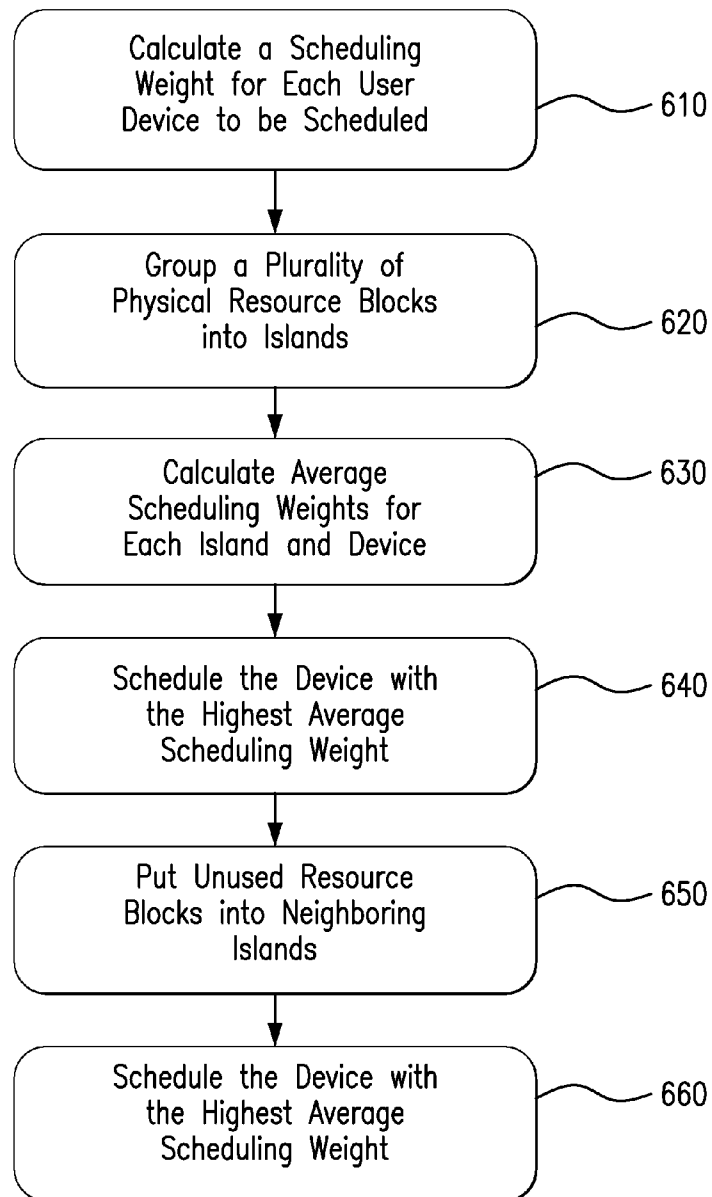 Calculate a Scheduling
Weight for Each User
Device to be Scheduled
610
Group a Plurality of
Physical Resource Blocks
into Islands
620
Calculate Average
Scheduling Weights for
Each Island and Device
630
Schedule the Device with
the Highest Average
Scheduling Weight
640
Put Unused Resource
Blocks into Neighboring
Islands
650
Schedule the Device with
the Highest Average
Scheduling Weight
660